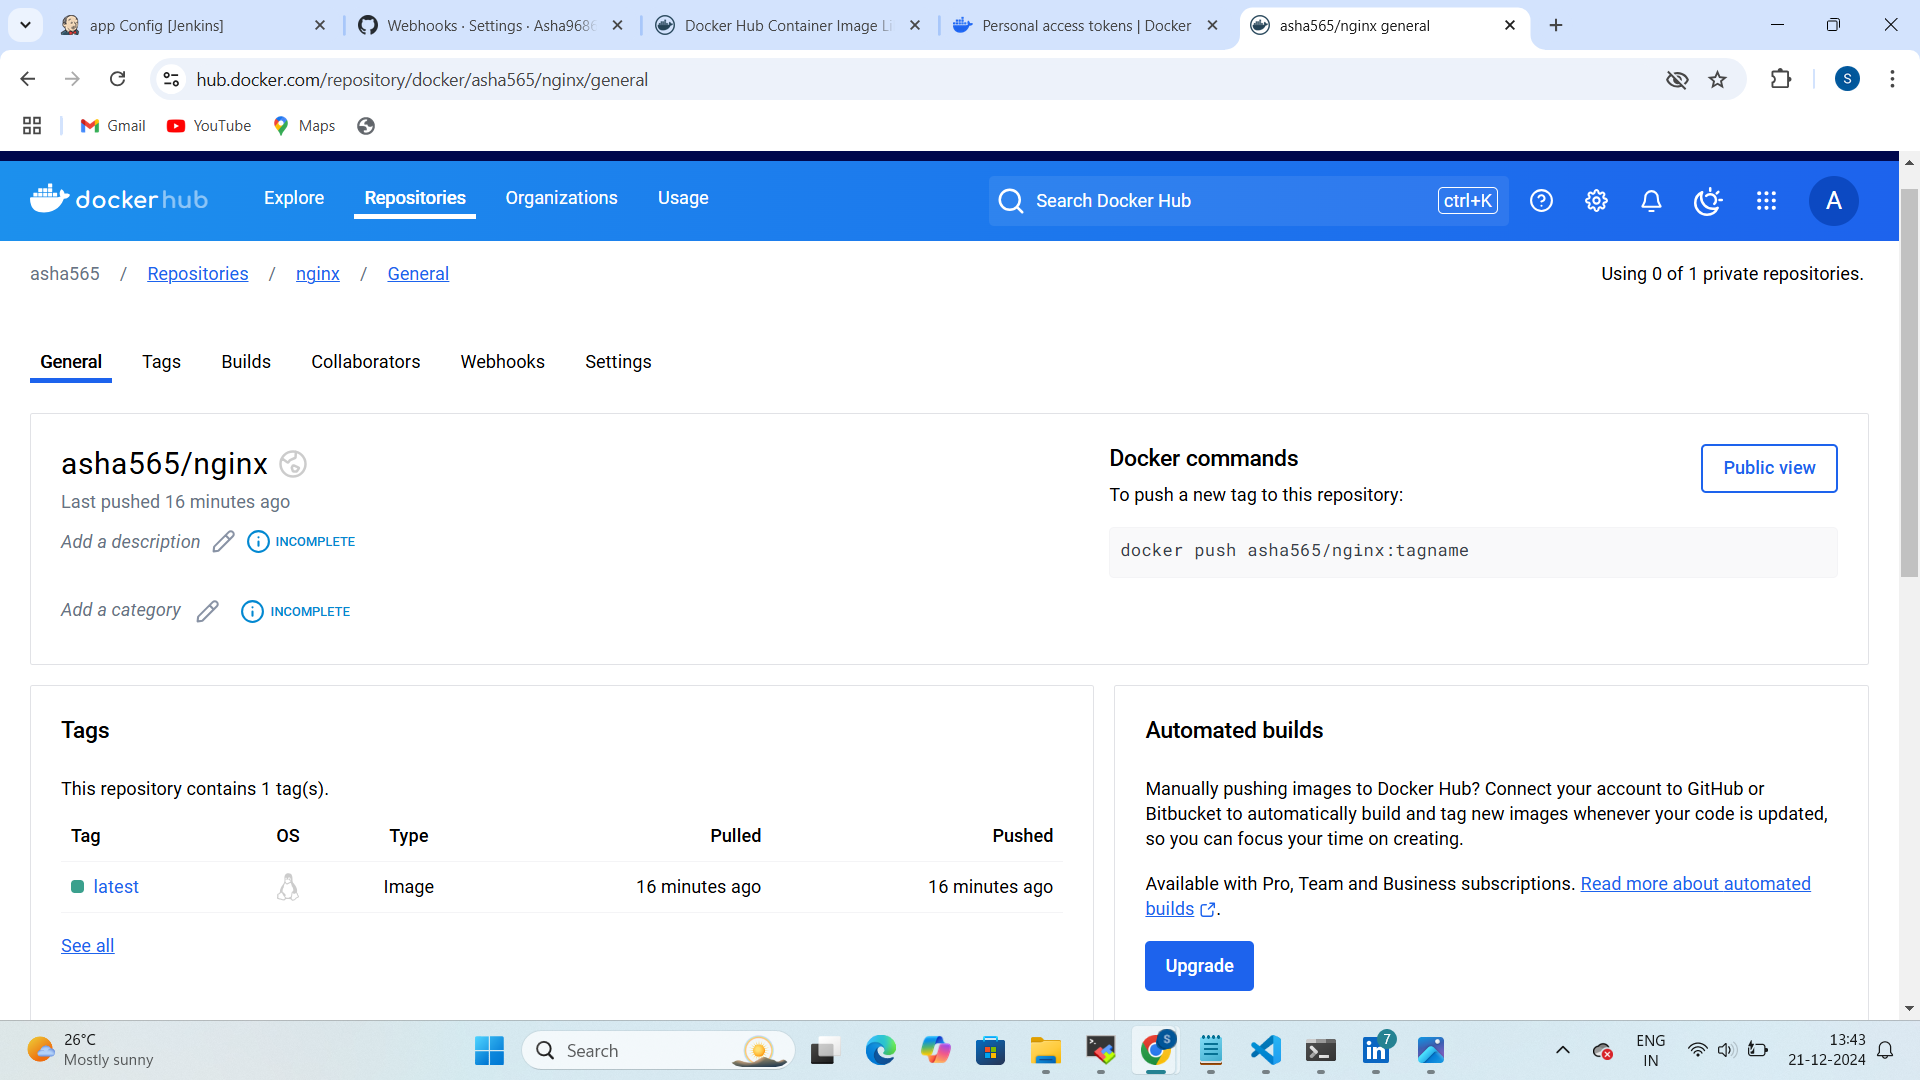 app Config [Jenkins]
Webhooks · Settings · Asha9686
Docker Hub Container Image Li
Personal access tokens | Docker
asha565/nginx general
hub.docker.com/repository/docker/asha565/nginx/general
S
Gmail
YouTube
Maps
dockerhub
Explore
Repositories
Organizations
Usage
Search Docker Hub
ctrl+K
A
asha565 / Repositories / nginx / General
Using 0 of 1 private repositories.
General
Tags
Builds
Collaborators
Webhooks
Settings
asha565/nginx
Last pushed 16 minutes ago
Add a description
INCOMPLETE
Add a category
INCOMPLETE
Docker commands
Public view
To push a new tag to this repository:
docker push asha565/nginx:tagname
Tags
This repository contains 1 tag(s).
Tag OS Type Pulled Pushed
latest Image 16 minutes ago 16 minutes ago
See all
Automated builds
Manually pushing images to Docker Hub? Connect your account to GitHub or
Bitbucket to automatically build and tag new images whenever your code is updated,
so you can focus your time on creating.
Available with Pro, Team and Business subscriptions. Read more about automated
builds .
Upgrade
26°C
Mostly sunny
Search
S
7
ENG
IN
13:43
21-12-2024